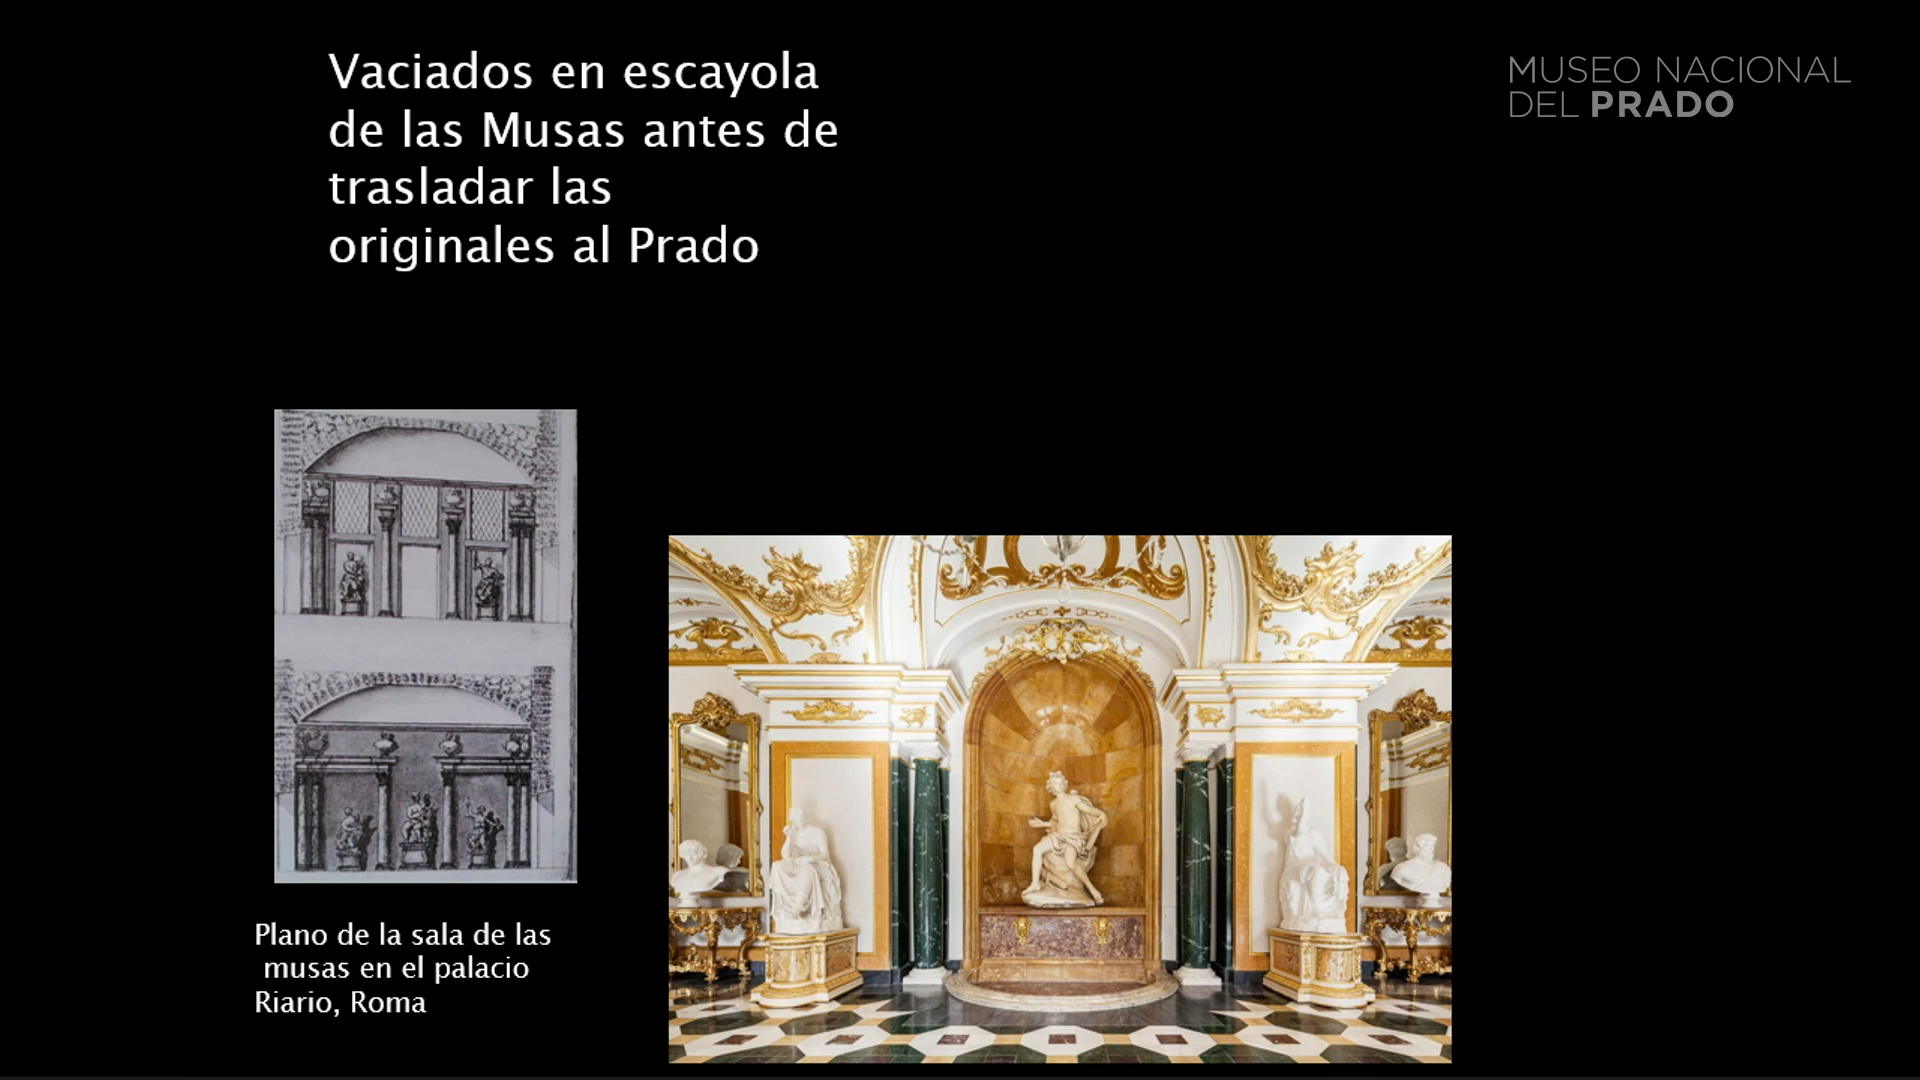 Vaciados en escayola
de las Musas antes de
trasladar las
originales al Prado
MUSEO NACIONAL
DEL PRADO
Plano de la sala de las
musas en el palacio
Riario, Roma